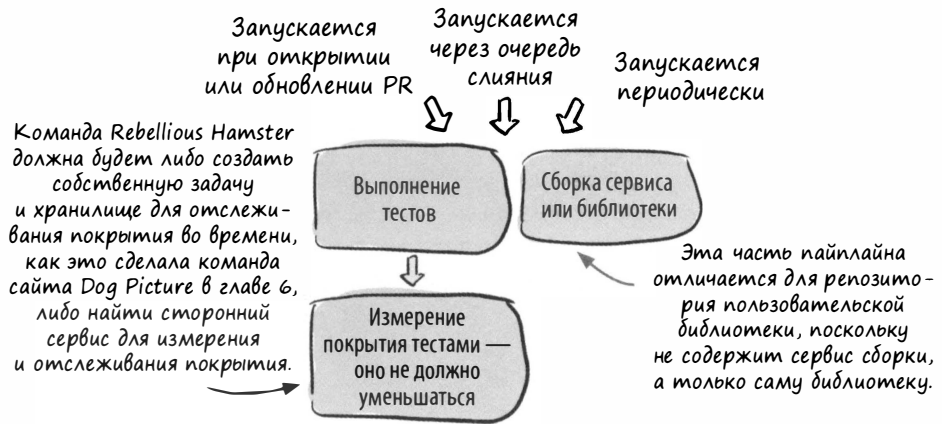 Запускается
при открытии
или обновлении PR
Запускается
через очередь
слияния
Запускается
периодически
Команда Rebellious Hamster
должна будет либо создать
собственную задачу
и хранилище для отслежи-
вания покрытия во времени,
как это сделала команда
сайта Dog Picture в главе 6,
либо найти сторонний
сервис для измерения
и отслеживания покрытия.
Выполнение
тестов
Сборка сервиса
или библиотеки
Измерение
покрытия тестами —
оно не должно
уменьшаться
Эта часть пайплайна
отличается для репозито-
рия пользовательской
библиотеки, поскольку
не содержит сервис сборки,
а только саму библиотеку.